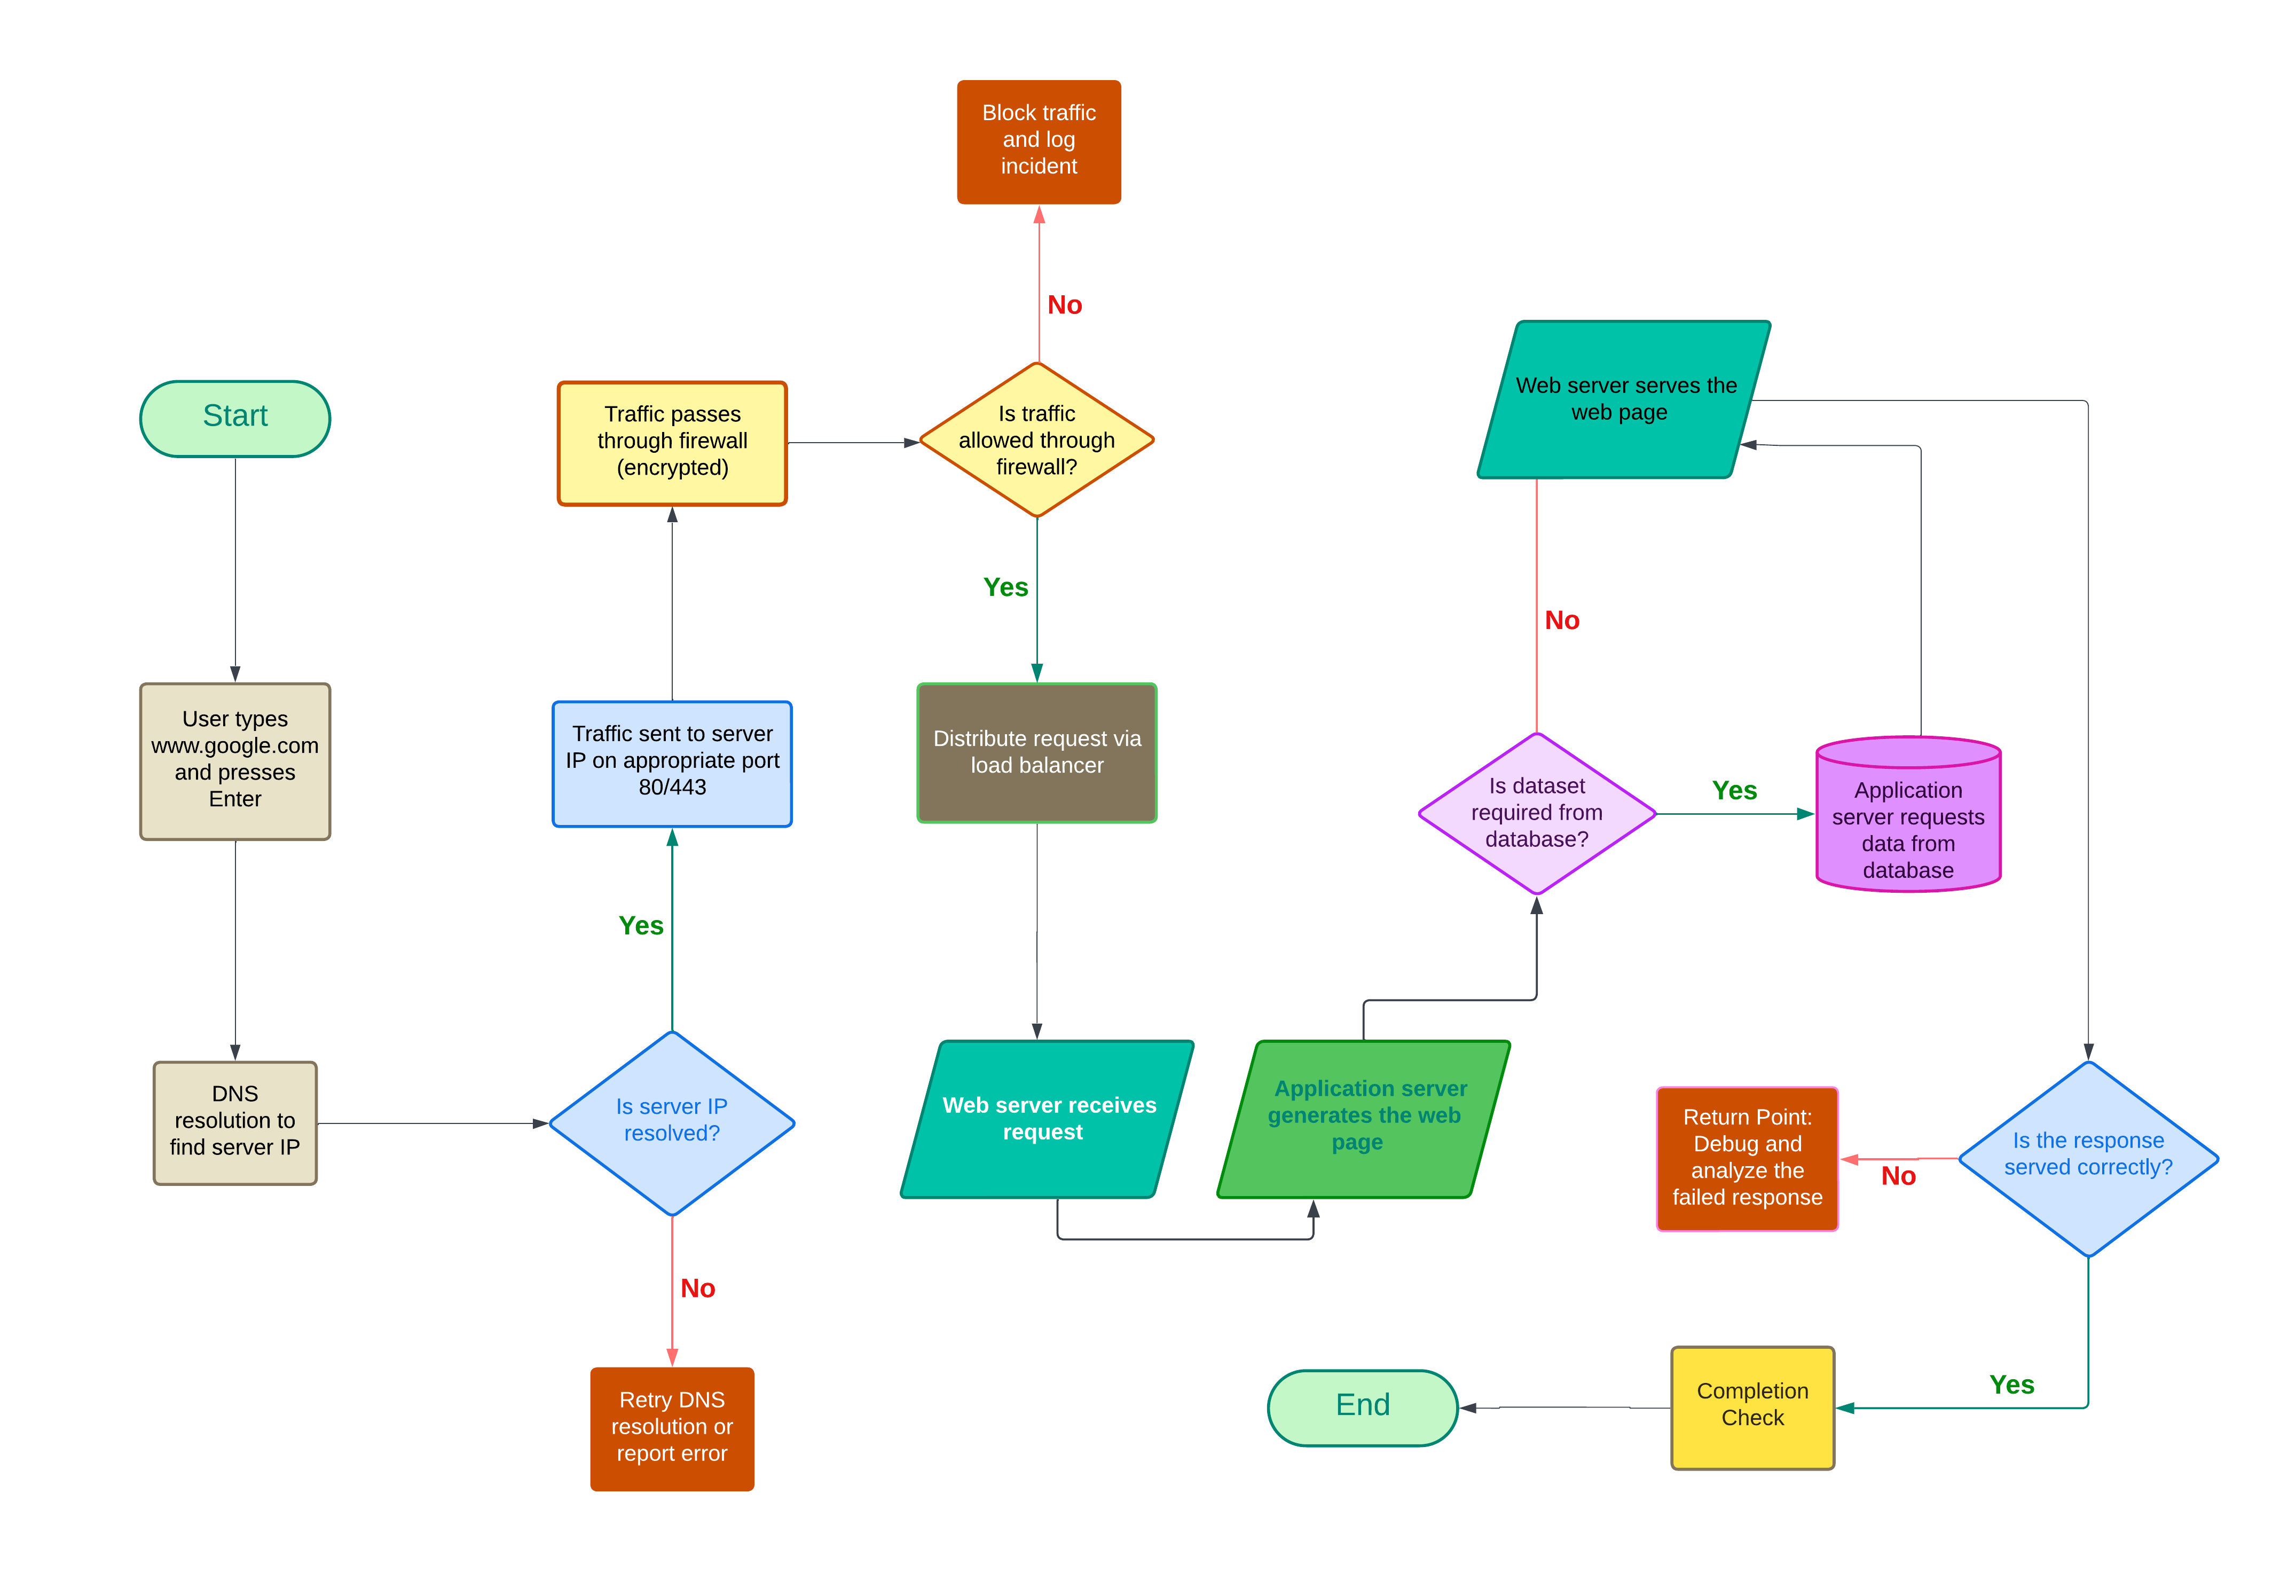 Start
User types
www.google.com
and presses
Enter
DNS
resolution to
find server IP
Is server IP
resolved?
No
Retry DNS
resolution or
report error
Yes
Traffic sent to server
IP on appropriate port
80/443
Traffic passes
through firewall
(encrypted)
Is traffic
allowed through
firewall?
No
Block traffic
and log
incident
Yes
Distribute request via
load balancer
Web server receives
request
Application server
generates the web
page
Is dataset
required from
database?
Yes
Application
server requests
data from
database
No
Web server serves the
web page
Is the response
served correctly?
No
Return Point:
Debug and
analyze the
failed response
Yes
Completion
Check
End